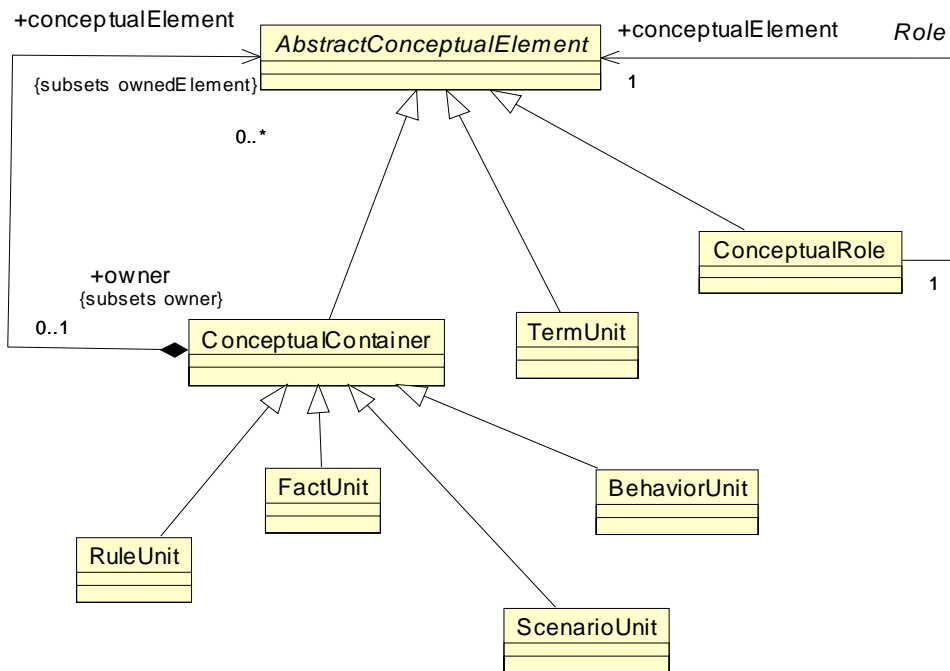 +conceptualElement
AbstractConceptualElement
+conceptualElement
Role
{subsets ownedElement}
1
0..*
ConceptualRole
+owner
1
{subsets owner}
0..1
ConceptualContainer
TermUnit
FactUnit
BehaviorUnit
RuleUnit
ScenarioUnit